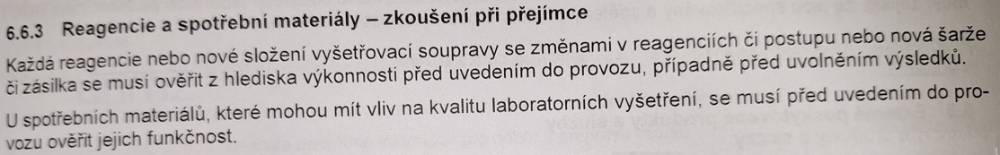 6.6.3 Reagencie a spotřební materiály – zkoušení při přejímce
Každá reagencie nebo nové složení vyšetřovací soupravy se změnami v reagenciích či postupu nebo nová šarže
či zásilka se musí ověřit z hlediska výkonnosti před uvedením do provozu, případně před uvolněním výsledků.
U spotřebních materiálů, které mohou mít vliv na kvalitu laboratorních vyšetření, se musí před uvedením do pro-
vozu ověřit jejich funkčnost.